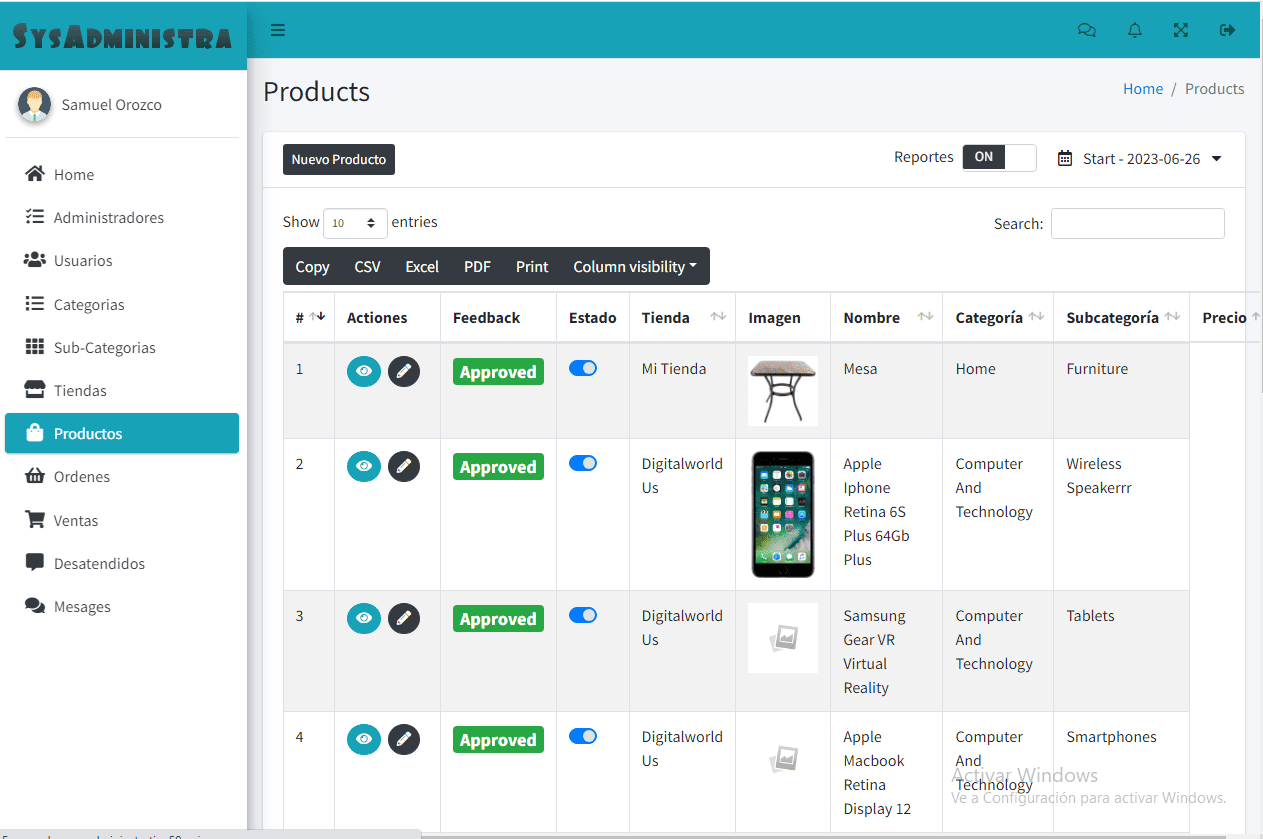 SysAdministra
Samuel Orozco
Home
Administradores
Usuarios
Categorias
Sub-Categorias
Tiendas
Productos
Ordenes
Ventas
Desatendidos
Mesages
Products
Home / Products
Nuevo Producto
Reportes ON Start - 2023-06-26
Show 10 entries Search:
Copy CSV Excel PDF Print Column visibility
# Actiones Feedback Estado Tienda Imagen Nombre Categoría Subcategoría Precio
1 Approved Mi Tienda Mesa Home Furniture
2 Approved Digitalworld Apple Computer Wireless
Us Iphone And Speakerrr
Retina 6S Technology
Plus 64Gb
Plus
3 Approved Digitalworld Samsung Computer Tablets
Us Gear VR And
Virtual Technology
Reality
4 Approved Digitalworld Apple Computer Smartphones
Us Macbook And
Retina Technology
Display 12
Activar Windows
Ve a Configuración para activar Windows.